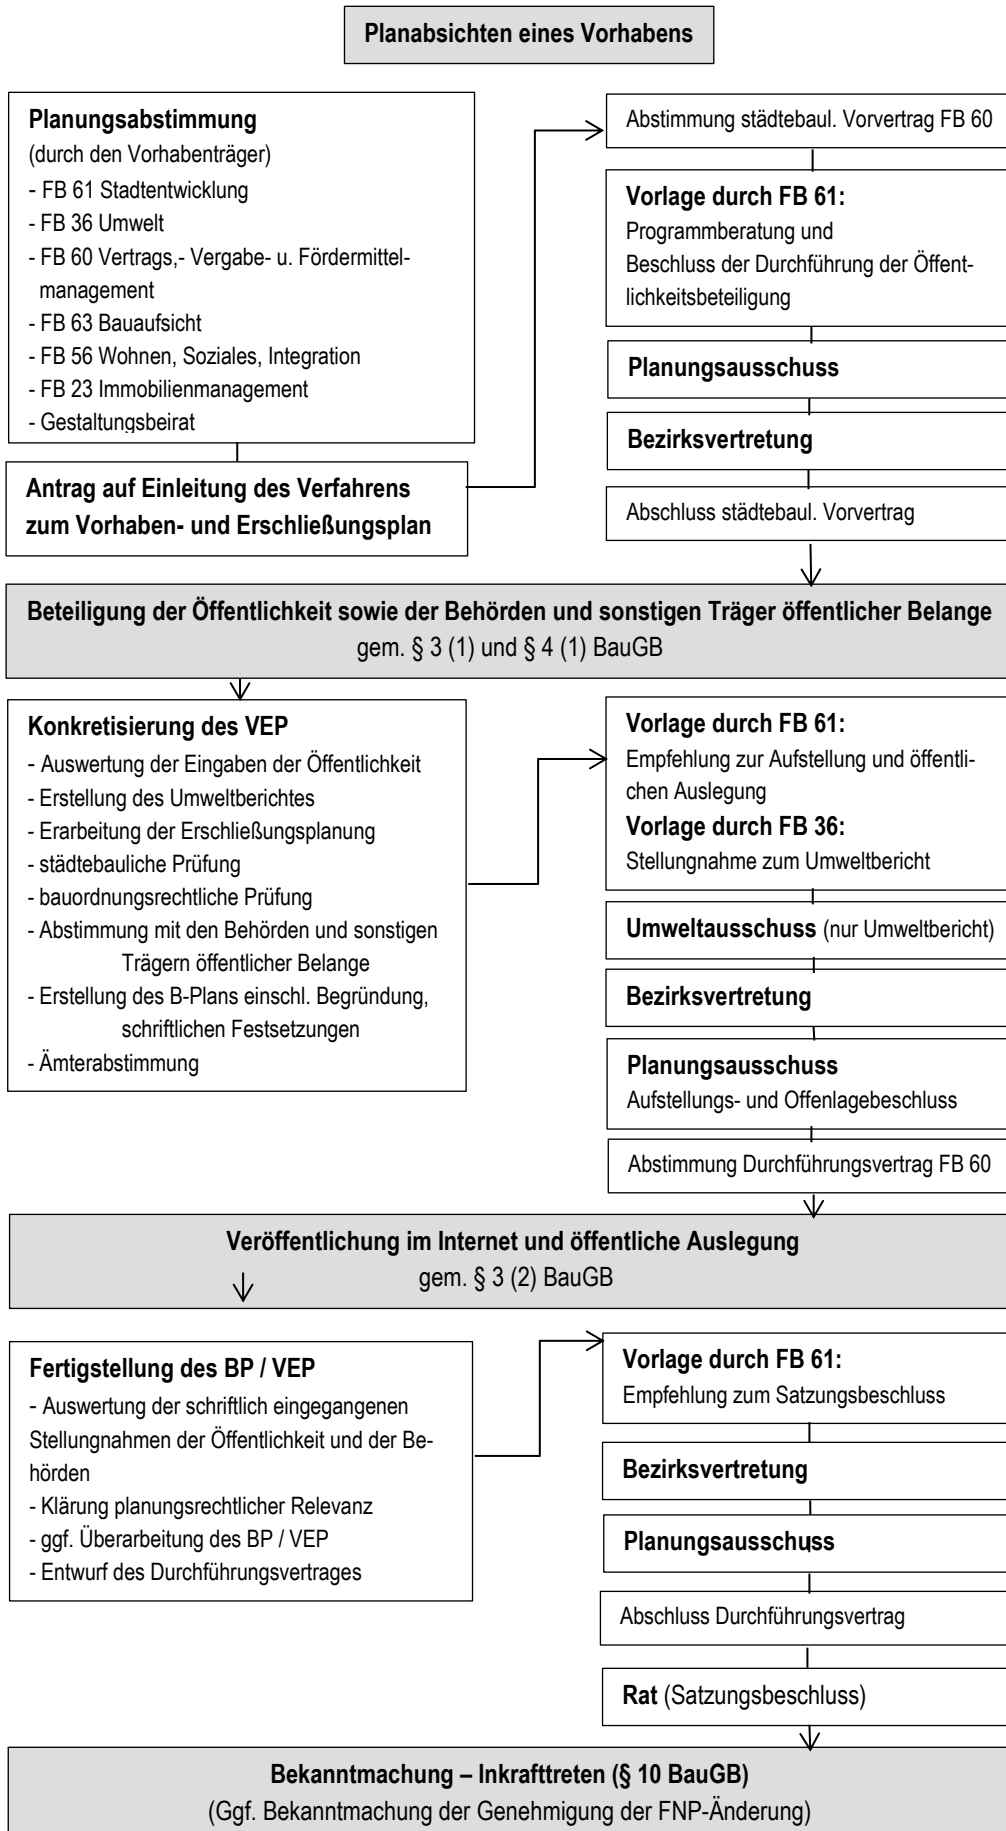 Planabsichten eines Vorhabens
Planungsabstimmung
(durch den Vorhabenträger)
- FB 61 Stadtentwicklung
- FB 36 Umwelt
- FB 60 Vertrags,- Vergabe- u. Fördermittel-
management
- FB 63 Bauaufsicht
- FB 56 Wohnen, Soziales, Integration
- FB 23 Immobilienmanagement
- Gestaltungsbeirat
Antrag auf Einleitung des Verfahrens
zum Vorhaben- und Erschließungsplan
Abstimmung städtebaul. Vorvertrag FB 60
Vorlage durch FB 61:
Programmberatung und
Beschluss der Durchführung der Öffent-
lichkeitsbeteiligung
Planungsausschuss
Bezirksvertretung
Abschluss städtebaul. Vorvertrag
Beteiligung der Öffentlichkeit sowie der Behörden und sonstigen Träger öffentlicher Belange
gem. § 3 (1) und § 4 (1) BauGB
Konkretisierung des VEP
- Auswertung der Eingaben der Öffentlichkeit
- Erstellung des Umweltberichtes
- Erarbeitung der Erschließungsplanung
- städtebauliche Prüfung
- bauordnungsrechtliche Prüfung
- Abstimmung mit den Behörden und sonstigen
Trägern öffentlicher Belange
- Erstellung des B-Plans einschl. Begründung,
schriftlichen Festsetzungen
- Ämterabstimmung
Vorlage durch FB 61:
Empfehlung zur Aufstellung und öffentli-
chen Auslegung
Vorlage durch FB 36:
Stellungnahme zum Umweltbericht
Umweltausschuss (nur Umweltbericht)
Bezirksvertretung
Planungsausschuss
Aufstellungs- und Offenlagebeschluss
Abstimmung Durchführungsvertrag FB 60
Veröffentlichung im Internet und öffentliche Auslegung
gem. § 3 (2) BauGB
Fertigstellung des BP / VEP
- Auswertung der schriftlich eingegangenen
Stellungnahmen der Öffentlichkeit und der Be-
hörden
- Klärung planungsrechtlicher Relevanz
- ggf. Überarbeitung des BP / VEP
- Entwurf des Durchführungsvertrages
Vorlage durch FB 61:
Empfehlung zum Satzungsbeschluss
Bezirksvertretung
Planungsausschuss
Abschluss Durchführungsvertrag
Rat (Satzungsbeschluss)
Bekanntmachung – Inkrafttreten (§ 10 BauGB)
(Ggf. Bekanntmachung der Genehmigung der FNP-Änderung)